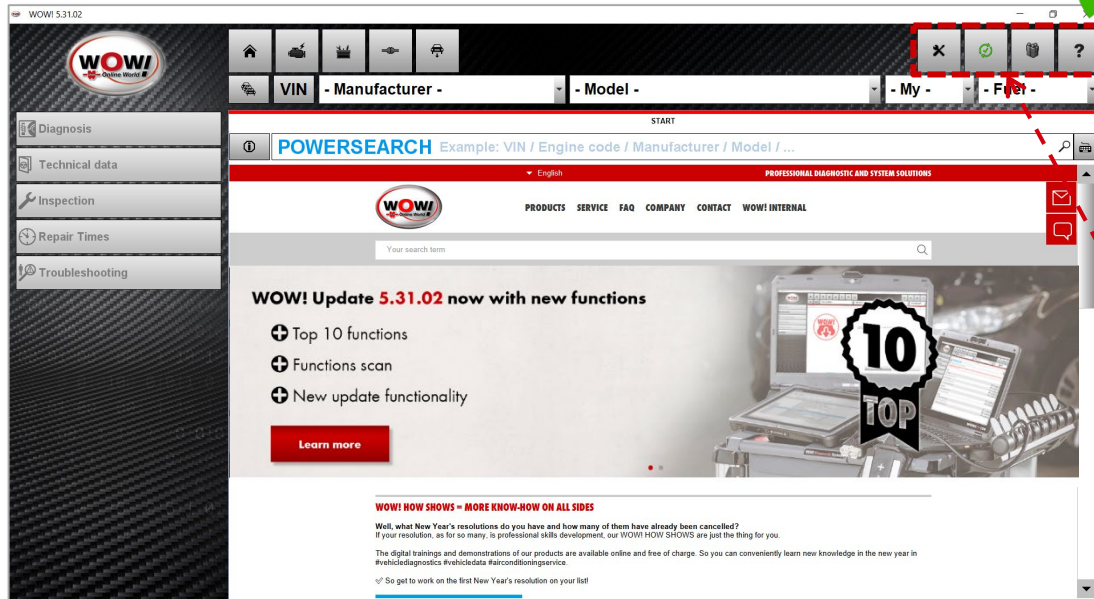 WOW! 5.31.02
WOW!
Online World
?
VIN - Manufacturer - - Model - - My - - Fuel -
START
Diagnosis
Technical data
Inspection
Repair Times
Troubleshooting
POWERSEARCH Example: VIN / Engine code / Manufacturer / Model / ...
English PROFESSIONAL DIAGNOSTIC AND SYSTEM SOLUTIONS
WOW!
Online World
PRODUCTS SERVICE FAQ COMPANY CONTACT WOW! INTERNAL
Your search term
WOW! Update 5.31.02 now with new functions
Top 10 functions
Functions scan
New update functionality
Learn more
10
TOP
WOW! HOW SHOWS = MORE KNOW-HOW ON ALL SIDES
Well, what New Year's resolutions do you have and how many of them have already been cancelled?
If your resolution, as for so many, is professional skills development, our WOW! HOW SHOWS are just the thing for you.
The digital trainings and demonstrations of our products are available online and free of charge. So you can conveniently learn new knowledge in the new year in
#vehiclediagnostics #vehicledata #airconditioningservice.
So get to work on the first New Year's resolution on your list!